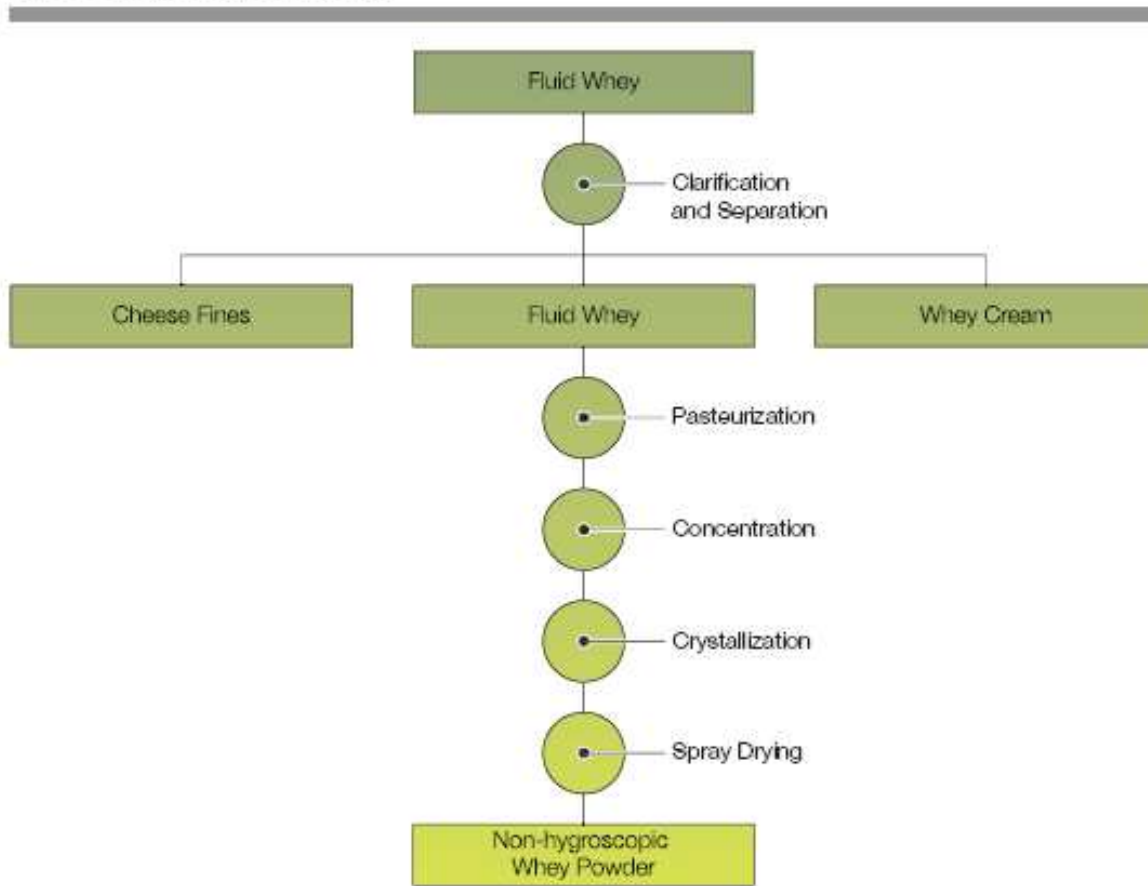 Fluid Whey
Clarification
and Separation
Cheese Fines
Fluid Whey
Whey Cream
Pasteurization
Concentration
Crystallization
Spray Drying
Non-hygroscopic
Whey Powder